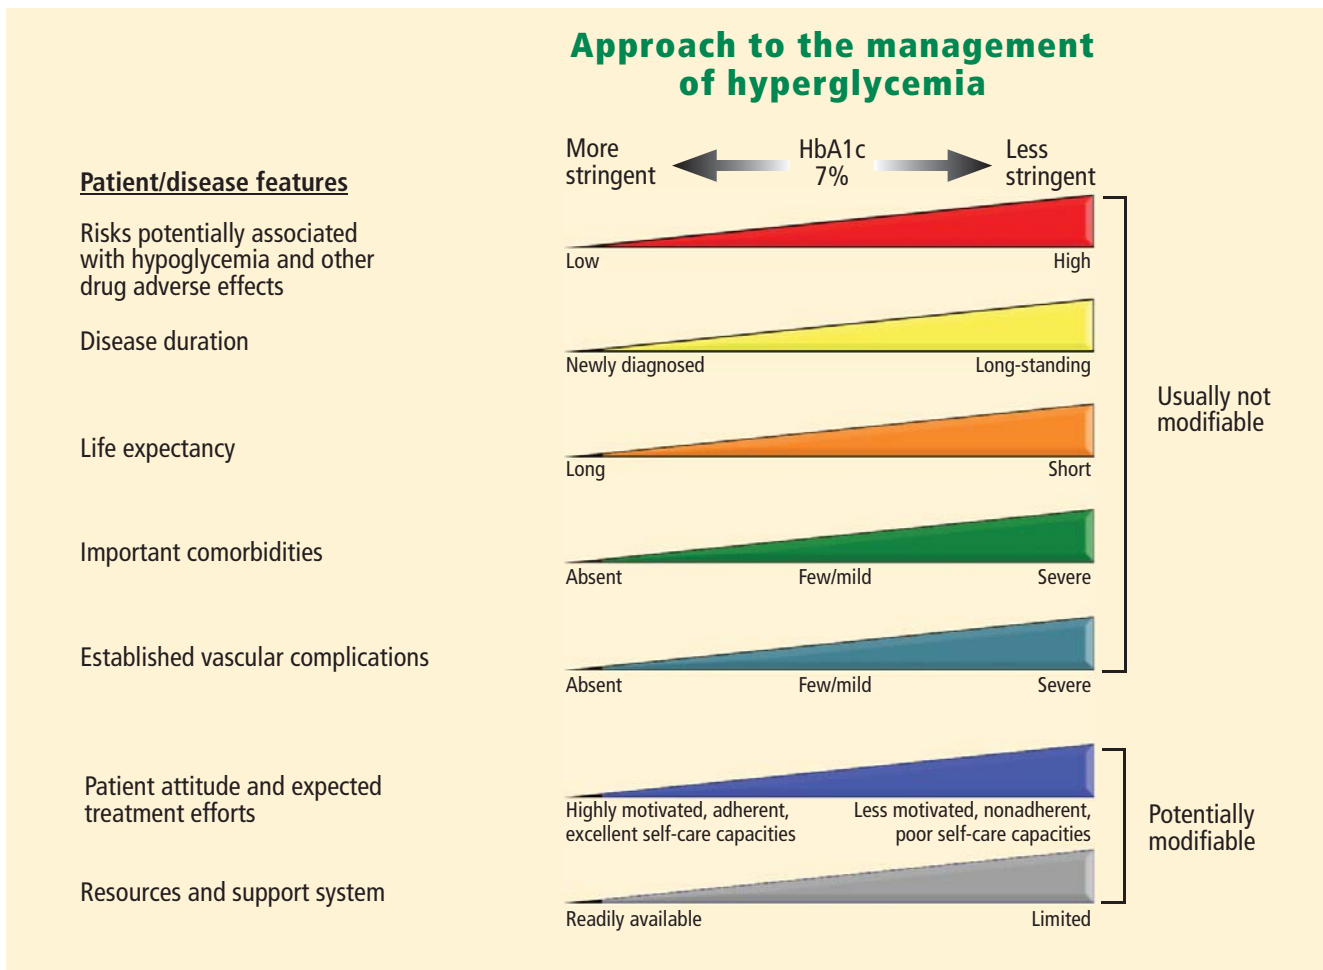 Approach to the management
of hyperglycemia
More
stringent
HbA1c
7%
Less
stringent
Patient/disease features
Risks potentially associated
with hypoglycemia and other
drug adverse effects
Low
High
Disease duration
Newly diagnosed
Long-standing
Life expectancy
Long
Short
Important comorbidities
Absent
Few/mild
Severe
Established vascular complications
Absent
Few/mild
Severe
Usually not
modifiable
Patient attitude and expected
treatment efforts
Highly motivated, adherent,
excellent self-care capacities
Less motivated, nonadherent,
poor self-care capacities
Resources and support system
Readily available
Limited
Potentially
modifiable